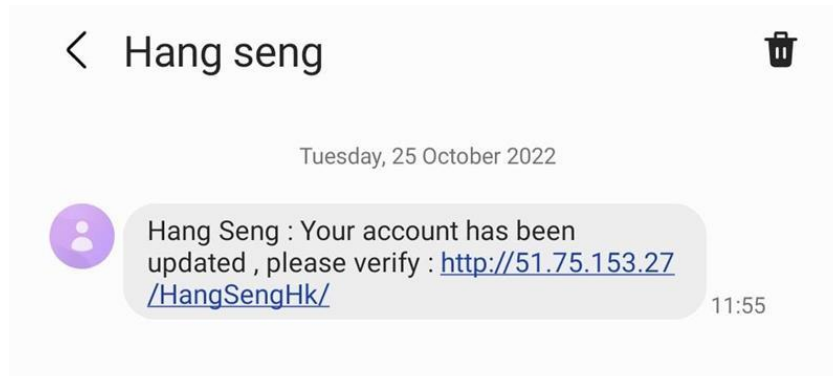 Hang seng
Tuesday, 25 October 2022
Hang Seng : Your account has been
updated , please verify : http://51.75.153.27
/HangSengHk/
11:55